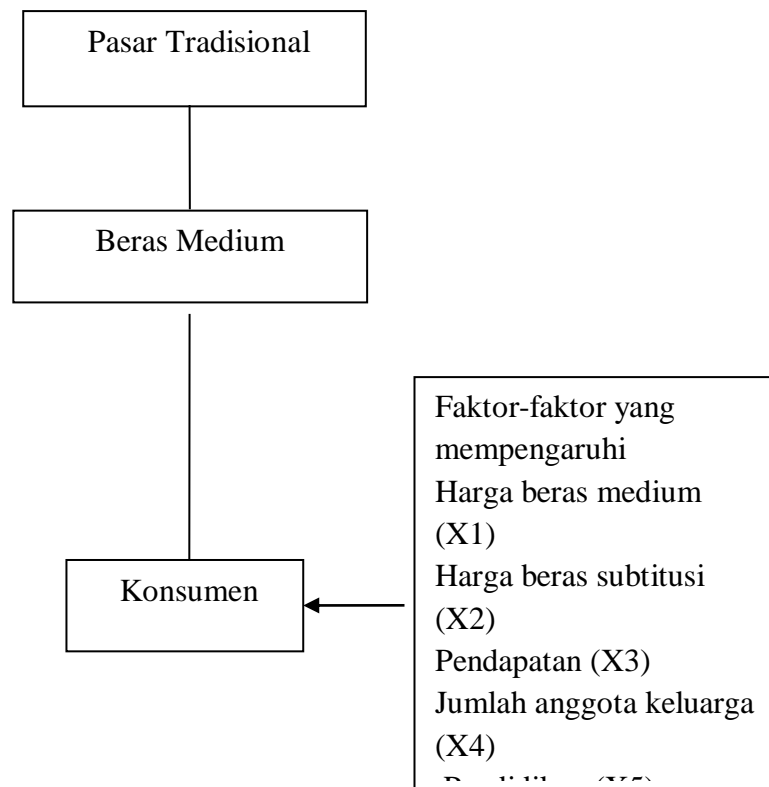 Pasar Tradisional
Beras Medium
Konsumen
Faktor-faktor yang
mempengaruhi
Harga beras medium
(X1)
Harga beras subtitusi
(X2)
Pendapatan (X3)
Jumlah anggota keluarga
(X4)